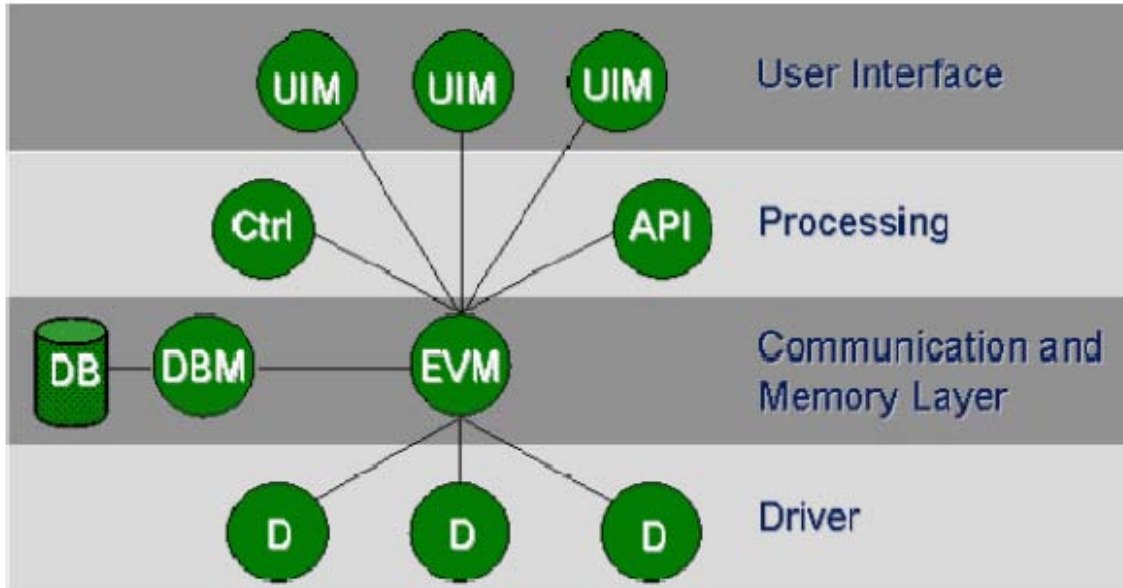 UIM UIM UIM User Interface
Ctrl API Processing
DB DBM EVM Communication and
Memory Layer
D D D Driver